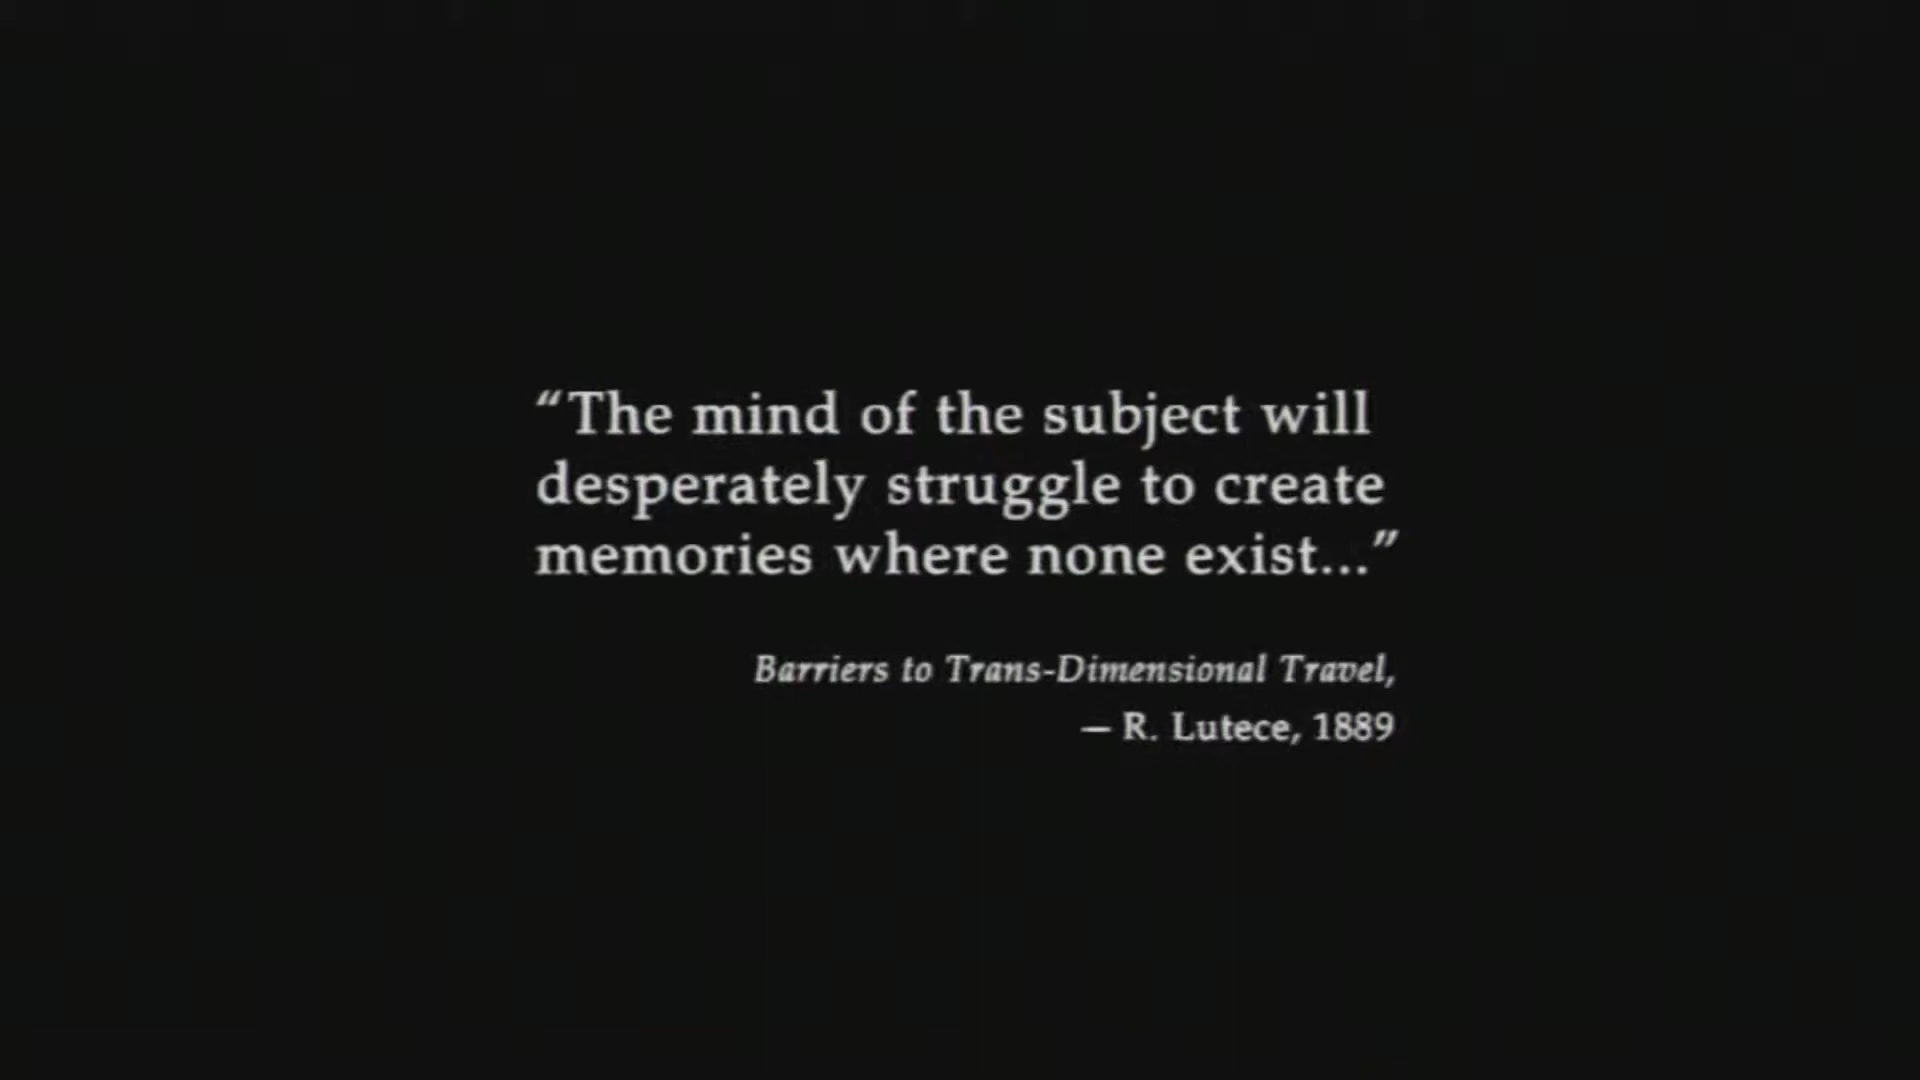 “The mind of the subject will
desperately struggle to create
memories where none exist...”
Barriers to Trans-Dimensional Travel,
— R. Lutece, 1889